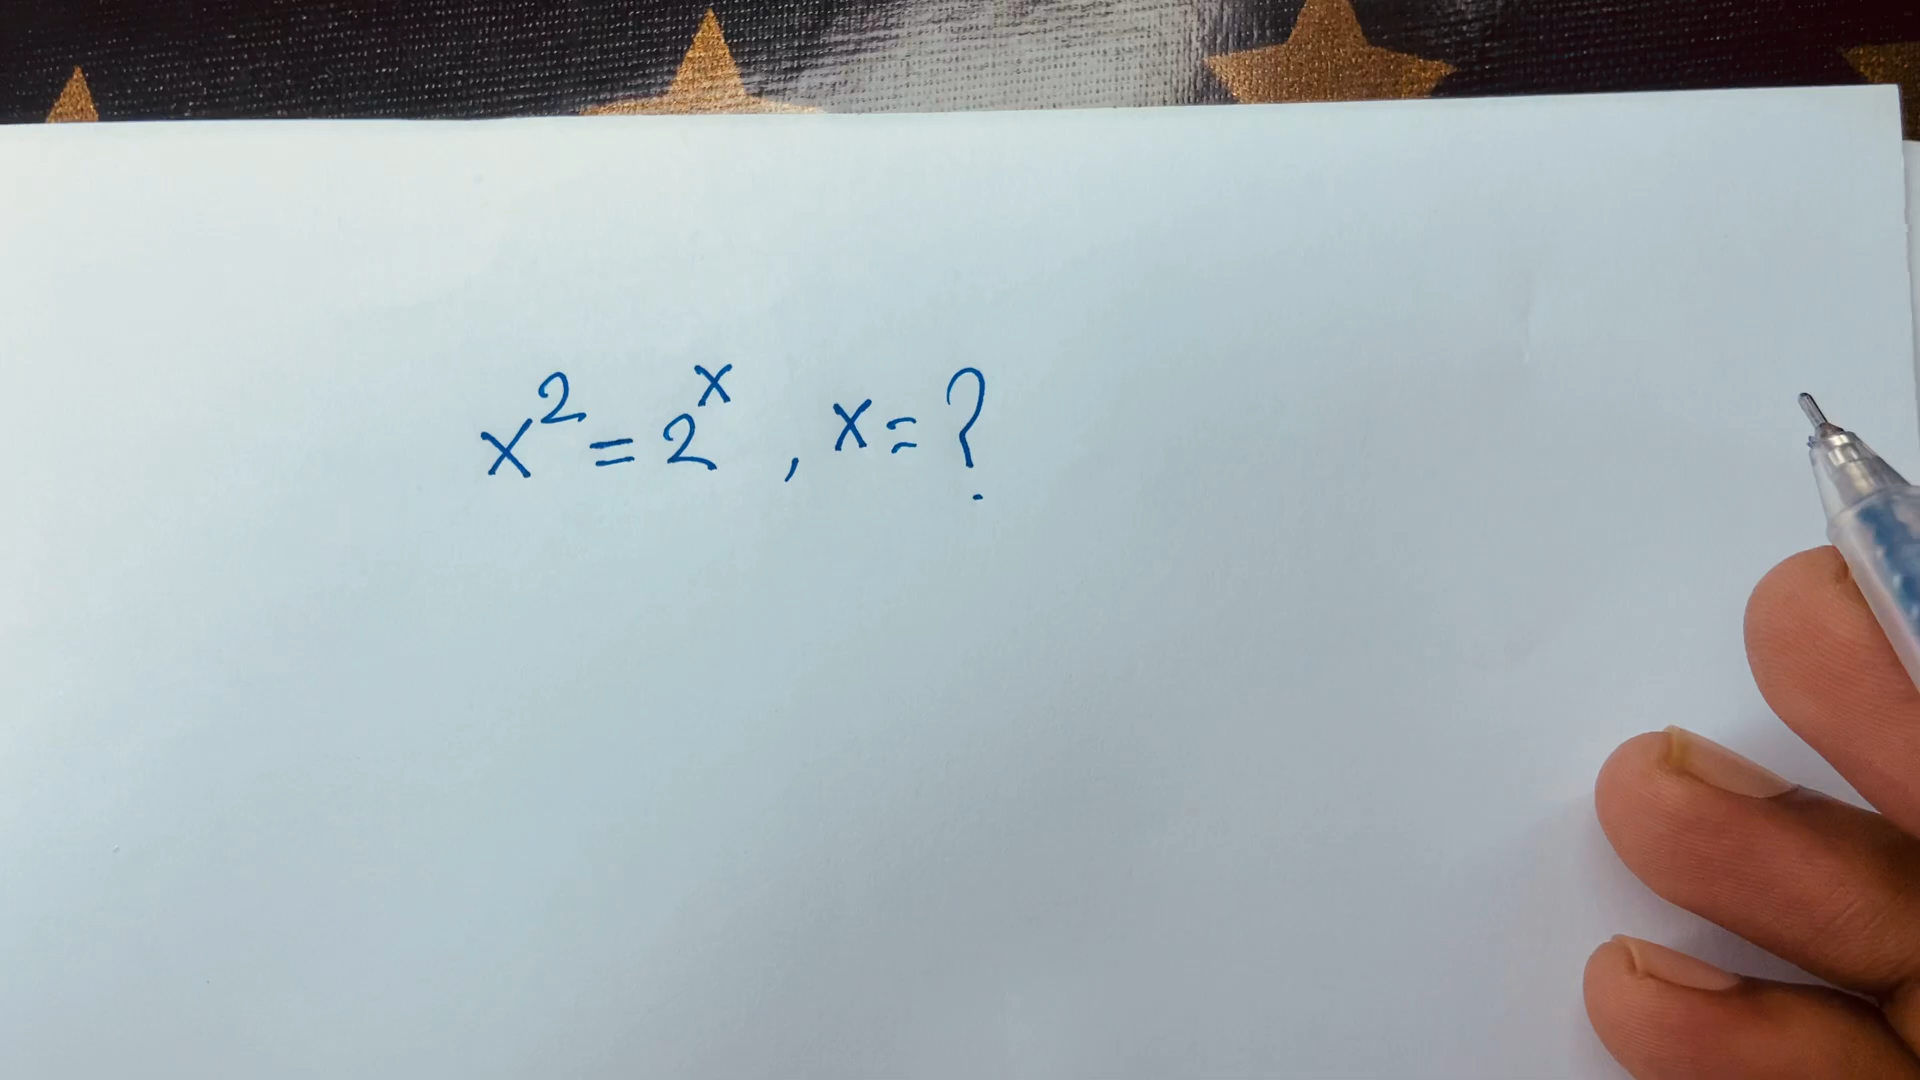 x² = 2ˣ , x = ?